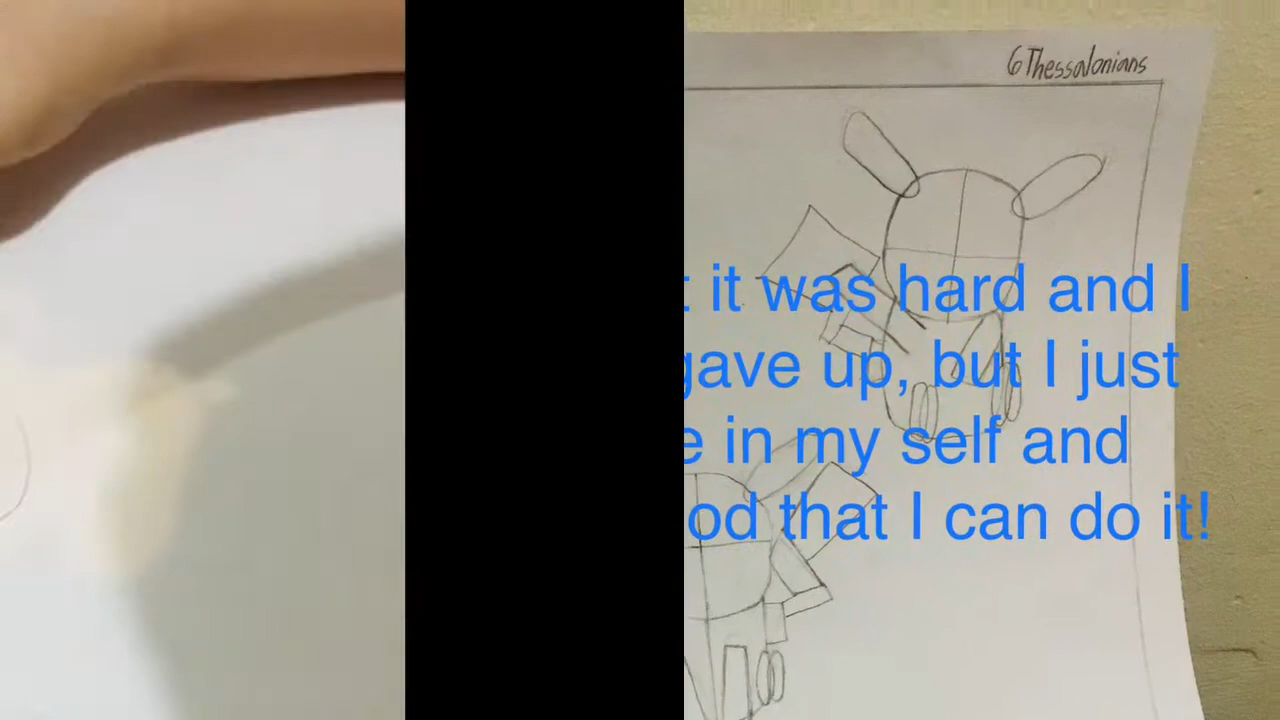 6 Thessalonians
it was hard and I
gave up, but I just
in my self and
that I can do it!